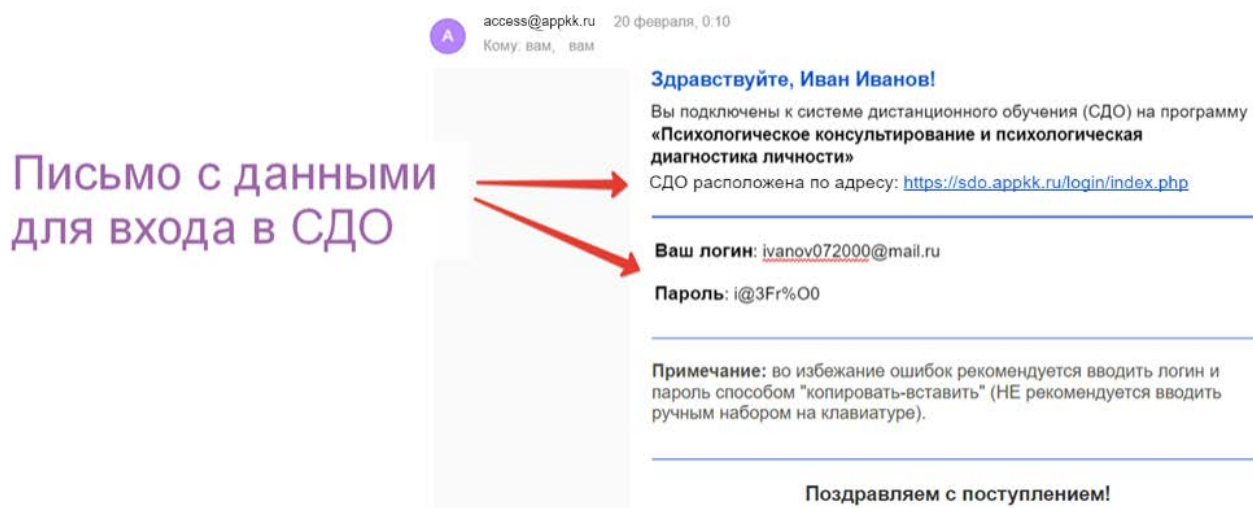 access@appkk.ru 20 февраля, 0:10
A
Кому: вам, вам
Письмо с данными
для входа в СДО
Здравствуйте, Иван Иванов!
Вы подключены к системе дистанционного обучения (СДО) на программу
«Психологическое консультирование и психологическая
диагностика личности»
СДО расположена по адресу: https://sdo.appkk.ru/login/index.php
Ваш логин: ivanov072000@mail.ru
Пароль: i@3Fr%O0
Примечание: во избежание ошибок рекомендуется вводить логин и
пароль способом "копировать-вставить" (НЕ рекомендуется вводить
ручным набором на клавиатуре).
Поздравляем с поступлением!